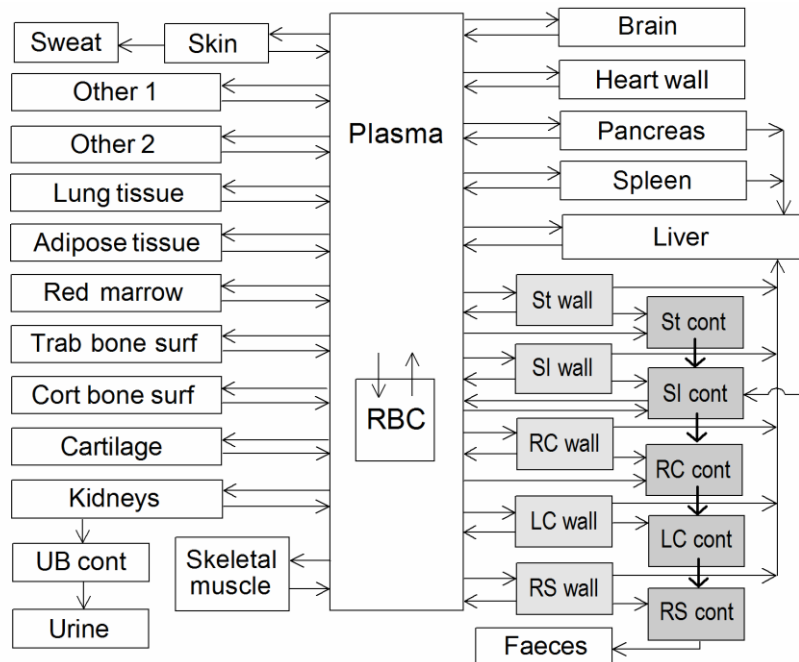 Sweat
Skin
Other 1
Other 2
Lung tissue
Adipose tissue
Red marrow
Trab bone surf
Cort bone surf
Cartilage
Kidneys
UB cont
Urine
Skeletal
muscle
Plasma
RBC
Brain
Heart wall
Pancreas
Spleen
Liver
St wall
St cont
SI wall
SI cont
RC wall
RC cont
LC wall
LC cont
RS wall
RS cont
Faeces